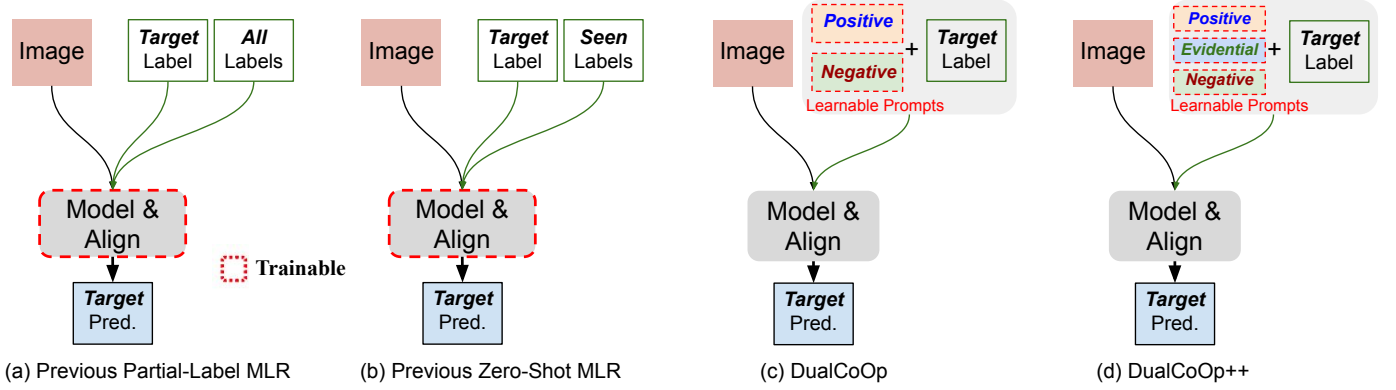 Image
Target
Label
All
Labels
Model &
Align
Target
Pred.
(a) Previous Partial-Label MLR
Trainable
Image
Target
Label
Seen
Labels
Model &
Align
Target
Pred.
(b) Previous Zero-Shot MLR
Image
Positive
Negative
+
Target
Label
Learnable Prompts
Model &
Align
Target
Pred.
(c) DualCoOp
Image
Positive
Evidential
Negative
+
Target
Label
Learnable Prompts
Model &
Align
Target
Pred.
(d) DualCoOp++